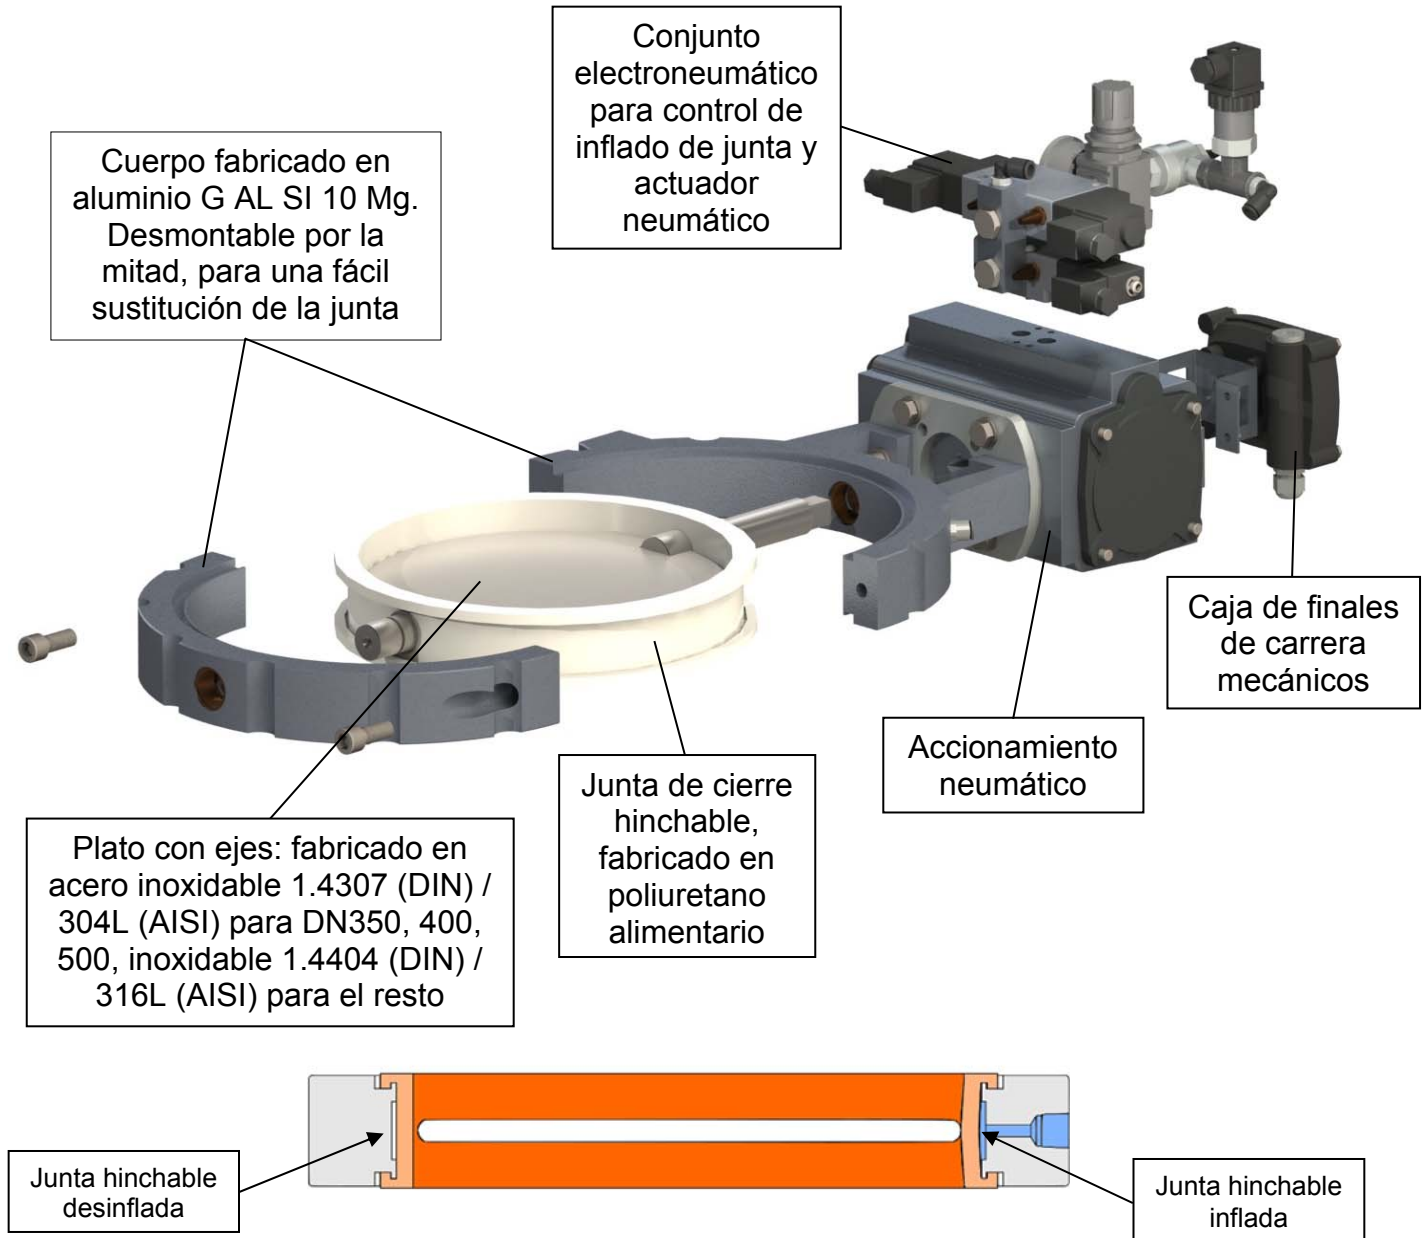 Conjunto
electroneumático
para control de
inflado de junta y
actuador
neumático
Cuerpo fabricado en
aluminio G AL SI 10 Mg.
Desmontable por la
mitad, para una fácil
sustitución de la junta
Caja de finales
de carrera
mecánicos
Accionamiento
neumático
Junta de cierre
hinchable,
fabricado en
poliuretano
alimentario
Plato con ejes: fabricado en
acero inoxidable 1.4307 (DIN) /
304L (AISI) para DN350, 400,
500, inoxidable 1.4404 (DIN) /
316L (AISI) para el resto
Junta hinchable
desinflada
Junta hinchable
inflada